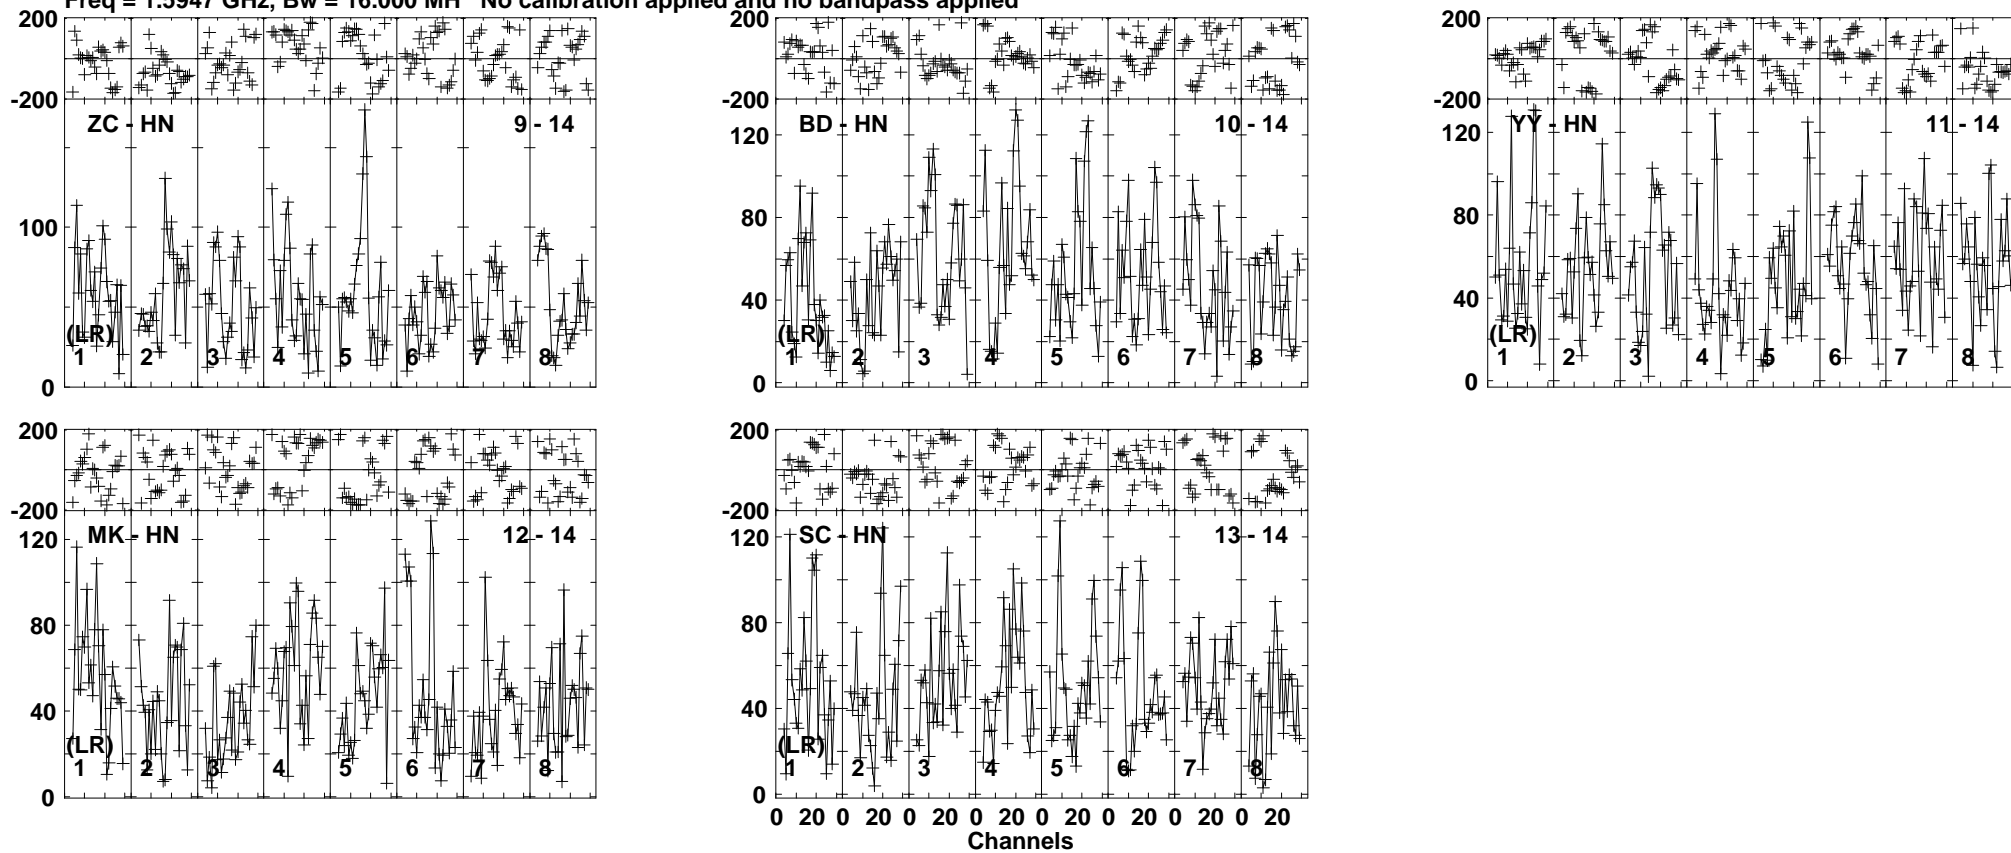 Freq = 1.5947 GHz, Bw = 16.000 MH No calibration applied and no bandpass applied
200
-200
ZC - HN
9 - 14
100
0
(LR)
1 2 3 4 5 6 7 8
200
-200
BD - HN
10 - 14
120
80
40
0
(LR)
1 2 3 4 5 6 7 8
200
-200
YY - HN
11 - 14
120
80
40
0
(LR)
1 2 3 4 5 6 7 8
200
-200
MK - HN
12 - 14
120
80
40
0
(LR)
1 2 3 4 5 6 7 8
200
-200
SC - HN
13 - 14
120
80
40
0
(LR)
1 2 3 4 5 6 7 8
0 20 0 20 0 20 0 20 0 20 0 20 0 20 0 20
Channels